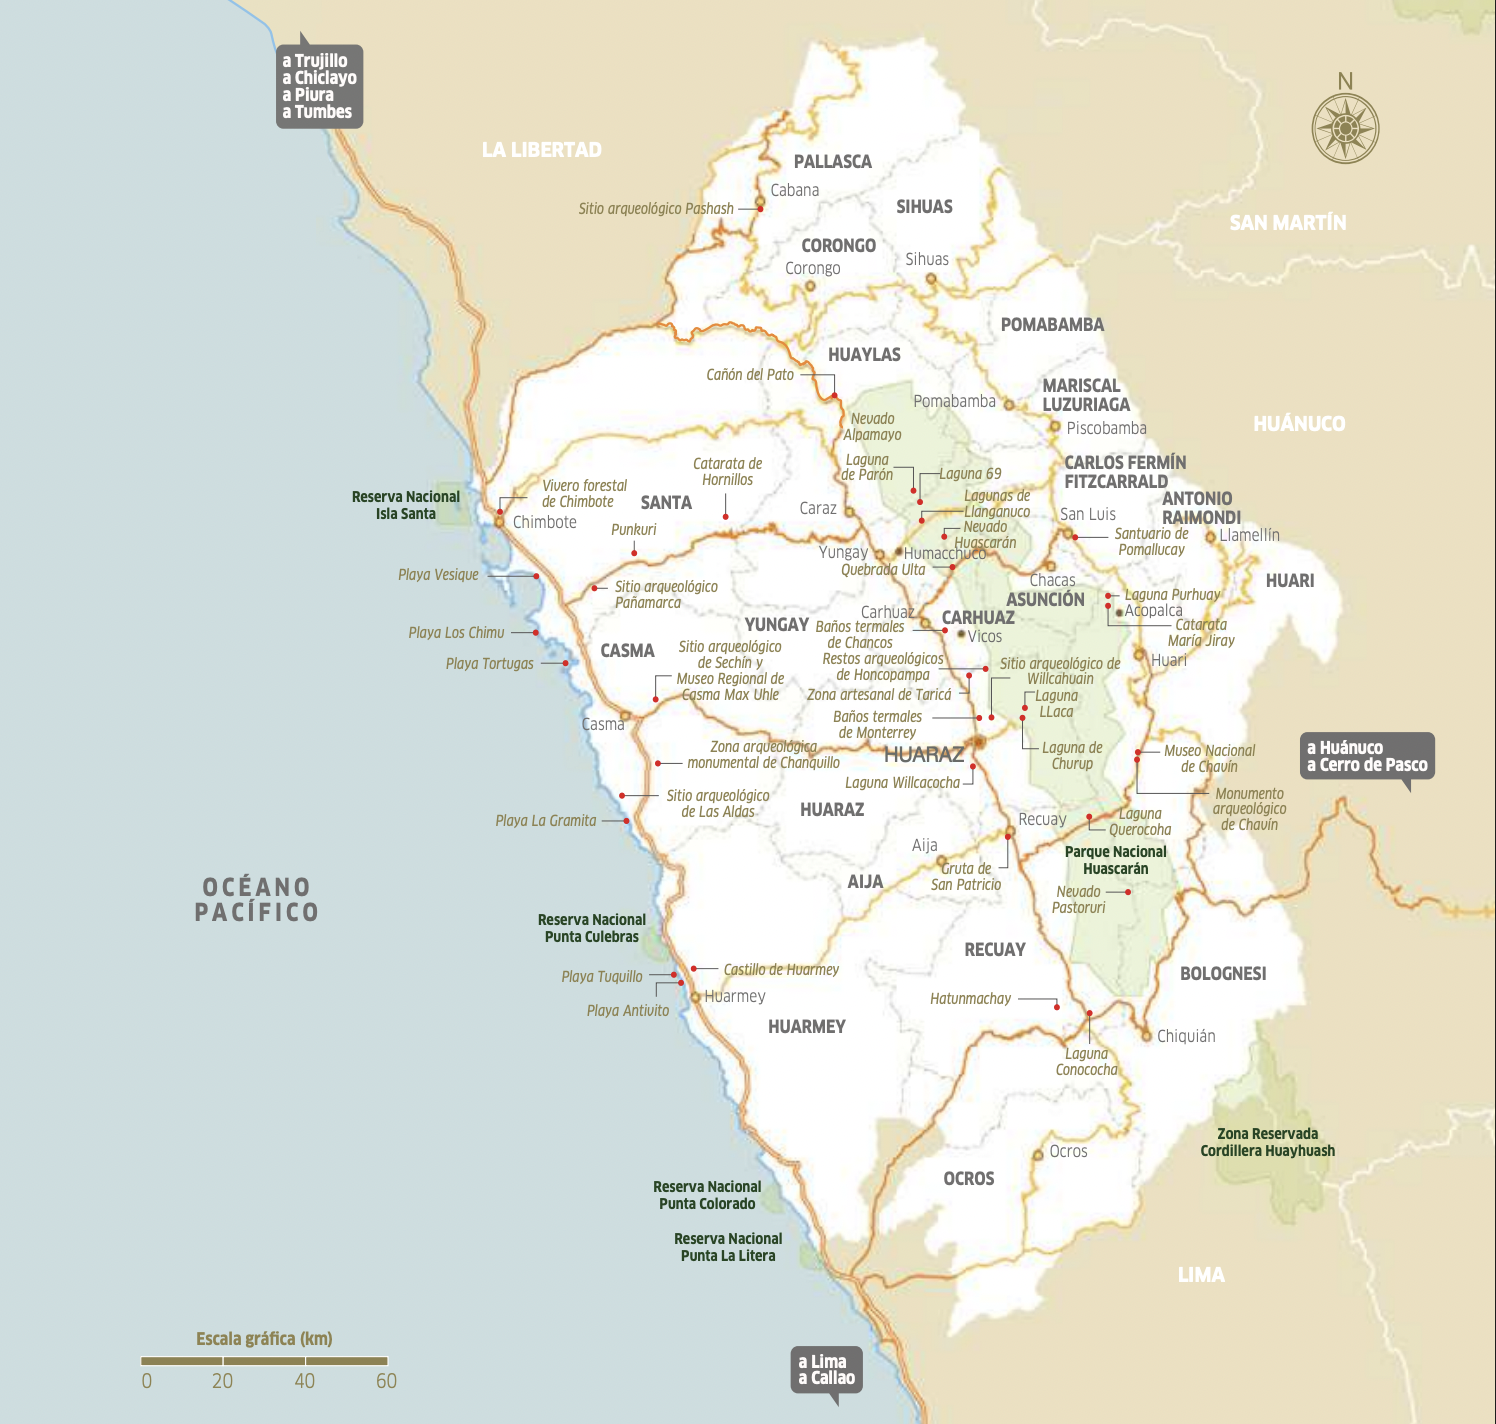 a Trujillo
a Chiclayo
a Piura
a Tumbes
N
LA LIBERTAD
PALLASCA
Cabana
Sitio arqueológico Pashash
SIHUAS
SAN MARTÍN
CORONGO
Corongo
Sihuas
POMABAMBA
HUAYLAS
Cañón del Pato
MARISCAL
LUZURIAGA
Pomabamba
Piscobamba
HUÁNUCO
Nevado
Alpamayo
Laguna
de Parón
Laguna 69
CARLOS FERMÍN
FITZCARRALD
ANTONIO
RAIMONDI
Catarata de
Hornillos
Vivero forestal
de Chimbote
SANTA
Reserva Nacional
Isla Santa
Chimbote
Punkuri
Caraz
Lagunas de
Llanganuco
Nevado
Huascarán
San Luis
Santuario de
Pomallucay
Llamellín
Yungay
Humacchuco
Quebrada Ulta
Chacas
HUARI
Playa Vesique
Sitio arqueológico
Pañamarca
ASUNCIÓN
Laguna Purhuay
Acopalca
Catarata
María Jiray
Carhuaz
CARHUAZ
YUNGAY
Baños termales
de Chancos
Vicos
Playa Los Chimu
CASMA
Playa Tortugas
Sitio arqueológico
de Sechín y
Museo Regional de
Casma Max Uhle
Restos arqueológicos
de Honcopampa
Zona artesanal de Taricá
Sitio arqueológico de
Willcahuain
Huari
Laguna
LLaca
Casma
Baños termales
de Monterrey
HUARAZ
Zona arqueológica
monumental de Chanquillo
Laguna de
Churup
Museo Nacional
de Chavín
a Huánuco
a Cerro de Pasco
Laguna Willcacocha
Sitio arqueológico
de Las Aldas
HUARAZ
Monumento
arqueológico
de Chavín
Playa La Gramita
Recuay
Laguna
Querococha
Aija
Parque Nacional
Huascarán
Gruta de
San Patricio
AIJA
Nevado
Pastoruri
OCÉANO
PACÍFICO
Reserva Nacional
Punta Culebras
RECUAY
BOLOGNESI
Playa Tuquillo
Castillo de Huarmey
Huarmey
Playa Antivito
Hatunmachay
HUARMEY
Chiquián
Laguna
Conococha
Zona Reservada
Cordillera Huayhuash
Ocros
OCROS
Reserva Nacional
Punta Colorado
Reserva Nacional
Punta La Litera
LIMA
Escala gráfica (km)
0 20 40 60
a Lima
a Callao